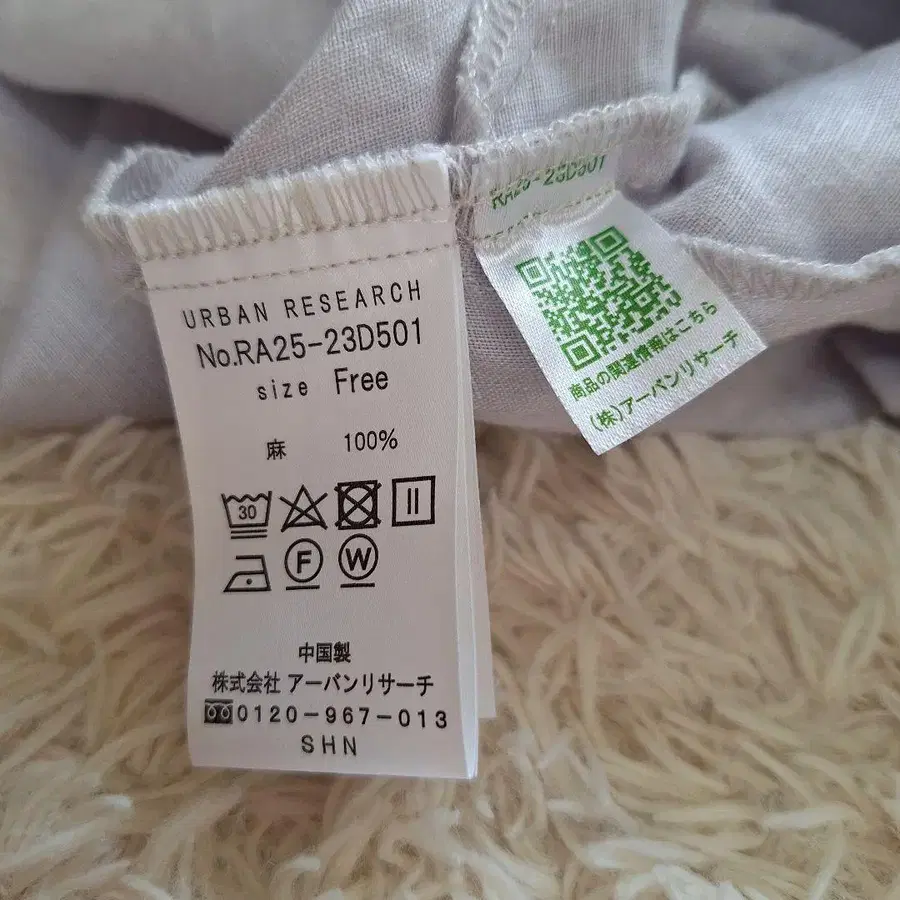 URBAN RESEARCH
No.RA25-23D501
size Free
麻 100%
30
F W
中国製
株式会社 アーバンリサーチ
0120-967-013
SHN
RA25-23D501
商品の関連情報はこちら
(株)アーバンリサーチ